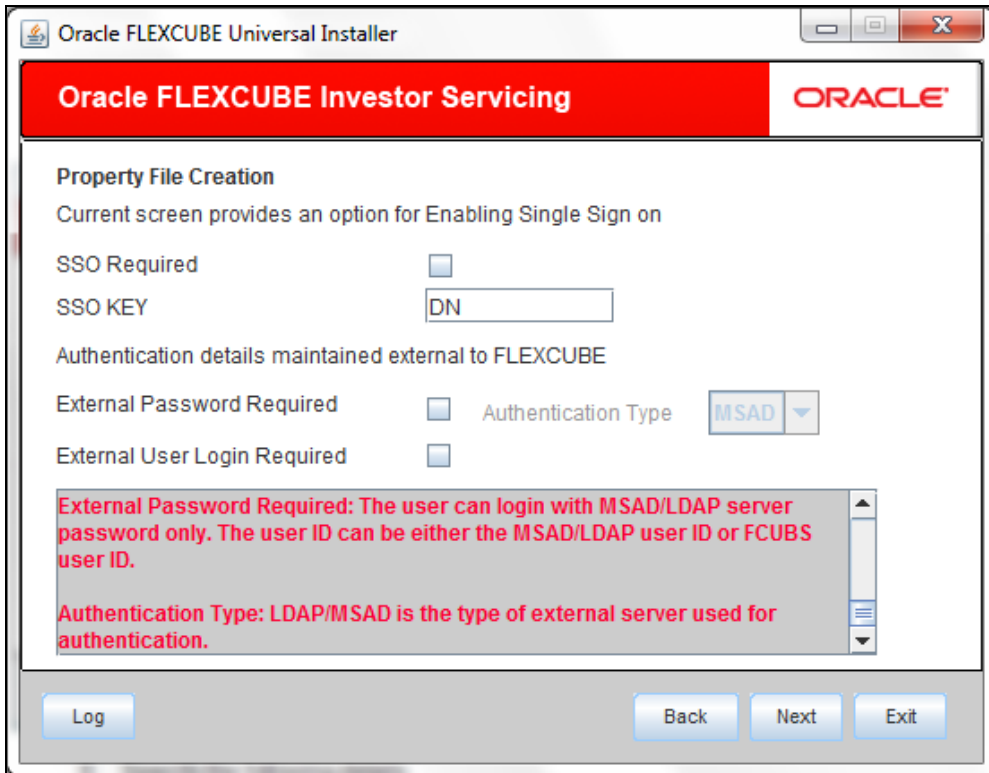 Oracle FLEXCUBE Universal Installer
Oracle FLEXCUBE Investor Servicing
ORACLE
Property File Creation
Current screen provides an option for Enabling Single Sign on
SSO Required
SSO KEY DN
Authentication details maintained external to FLEXCUBE
External Password Required Authentication Type MSAD
External User Login Required
External Password Required: The user can login with MSAD/LDAP server
password only. The user ID can be either the MSAD/LDAP user ID or FCUBS
user ID.
Authentication Type: LDAP/MSAD is the type of external server used for
authentication.
Log Back Next Exit